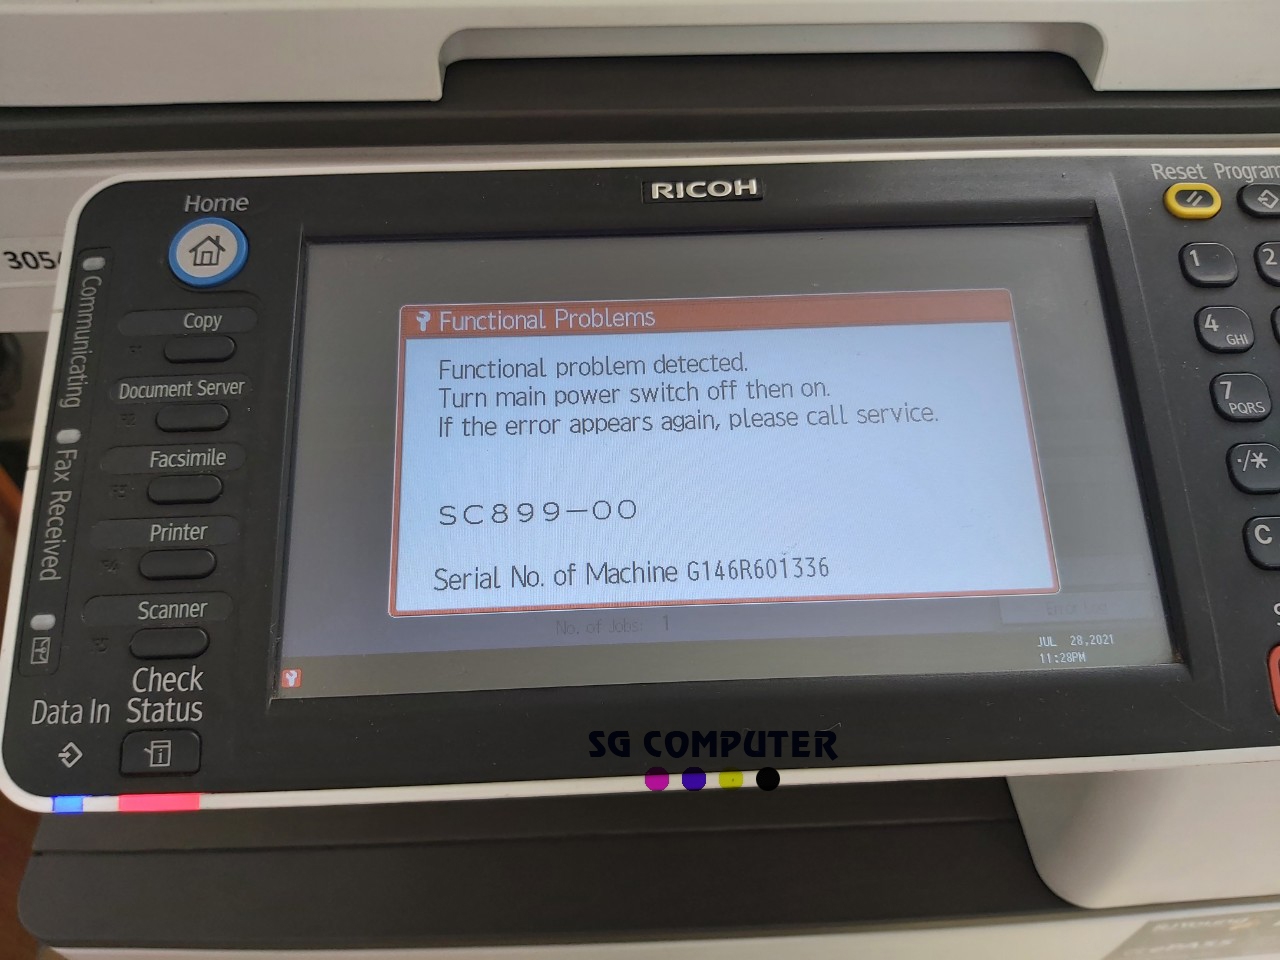 RICOH
Home
Reset Program
305
Communicating
Copy
Document Server
Fax Received
Facsimile
Printer
Scanner
Check
Status
Data In
Functional Problems
Functional problem detected.
Turn main power switch off then on.
If the error appears again, please call service.
SC899-00
Serial No. of Machine G146R601336
No. of Jobs: 1
JUL 28,2021
11:28PM
1
2
4 GHI
7 PQRS
·/*
C
SG COMPUTER